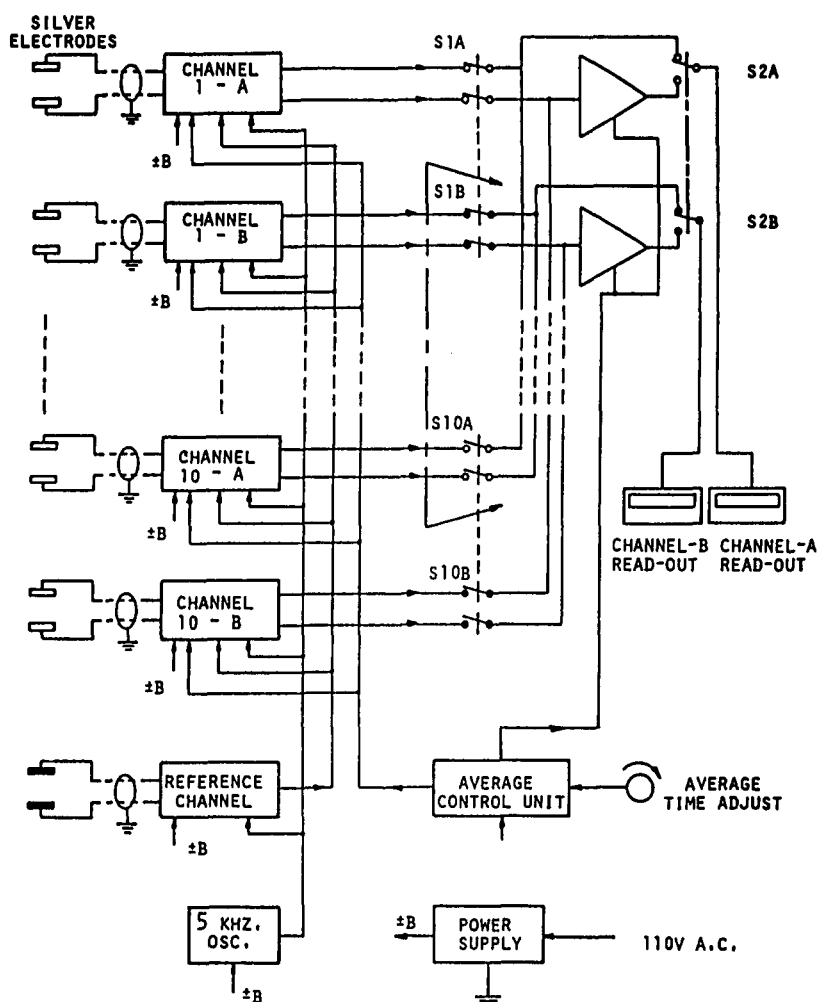 SILVER
ELECTRODES
CHANNEL
1 - A
±B
S1A
S2A
CHANNEL
1 - B
±B
S1B
S2B
CHANNEL
10 - A
±B
S10A
CHANNEL-B
READ-OUT
CHANNEL-A
READ-OUT
CHANNEL
10 - B
±B
S10B
REFERENCE
CHANNEL
±B
AVERAGE
CONTROL UNIT
AVERAGE
TIME ADJUST
5 KHZ.
OSC.
±B
±B
POWER
SUPPLY
110V A.C.